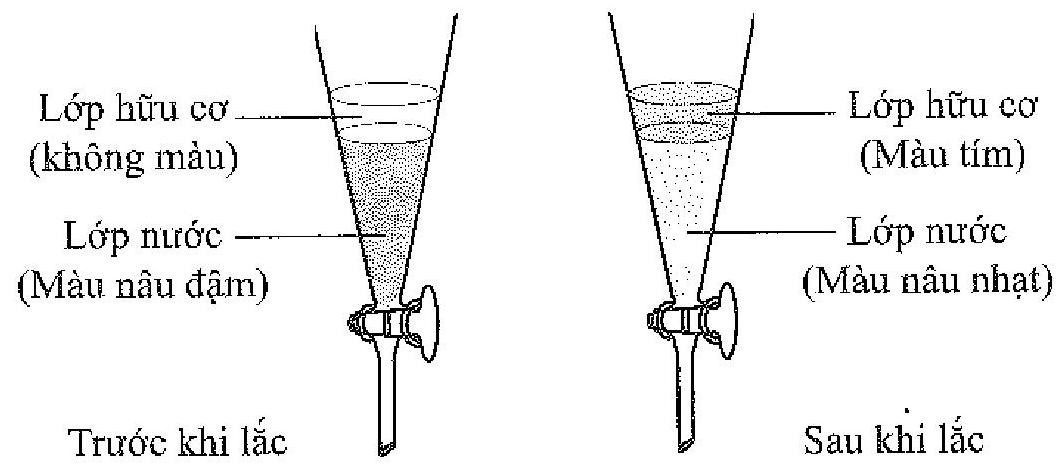 Lớp hữu cơ
(không màu)
Lớp nước
(Màu nâu đậm)
Trước khi lắc
Lớp hữu cơ
(Màu tím)
Lớp nước
(Màu nâu nhạt)
Sau khi lắc